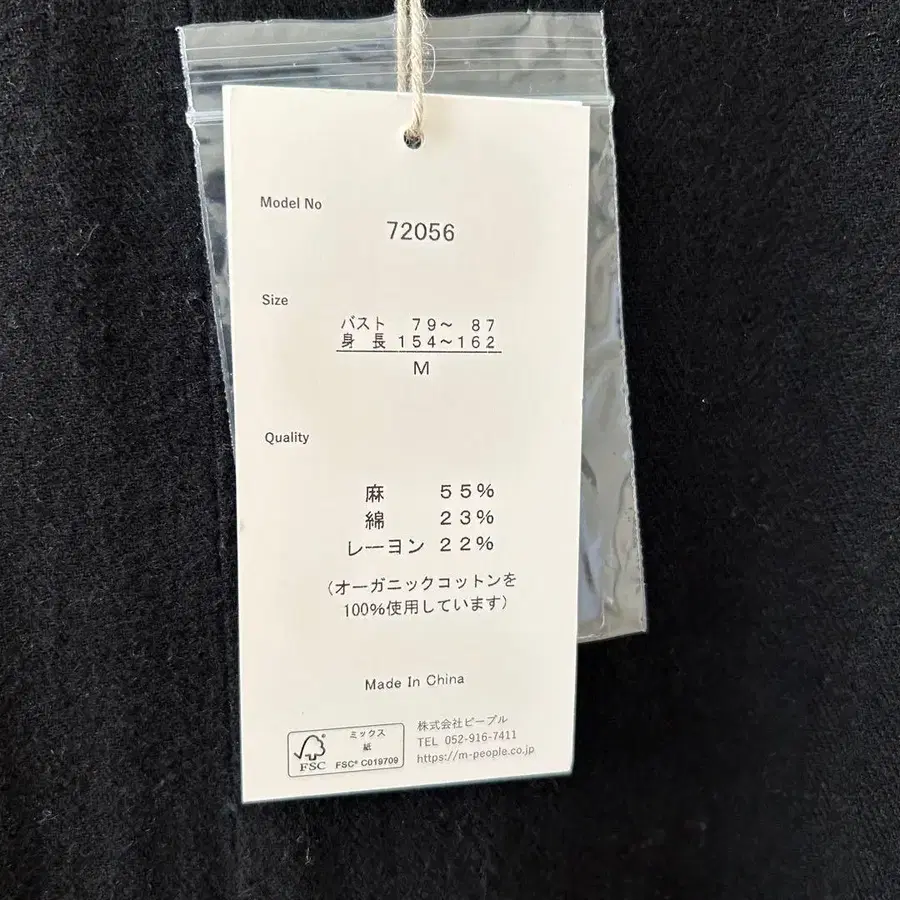 Model No
72056
Size
バスト 79～ 87
身 長 154～162
M
Quality
麻 55%
綿 23%
レーヨン 22%
（オーガニックコットンを
100%使用しています）
Made In China
FSC
ミックス
紙
FSC® C019709
株式会社ピープル
TEL 052-916-7411
https://m-people.co.jp